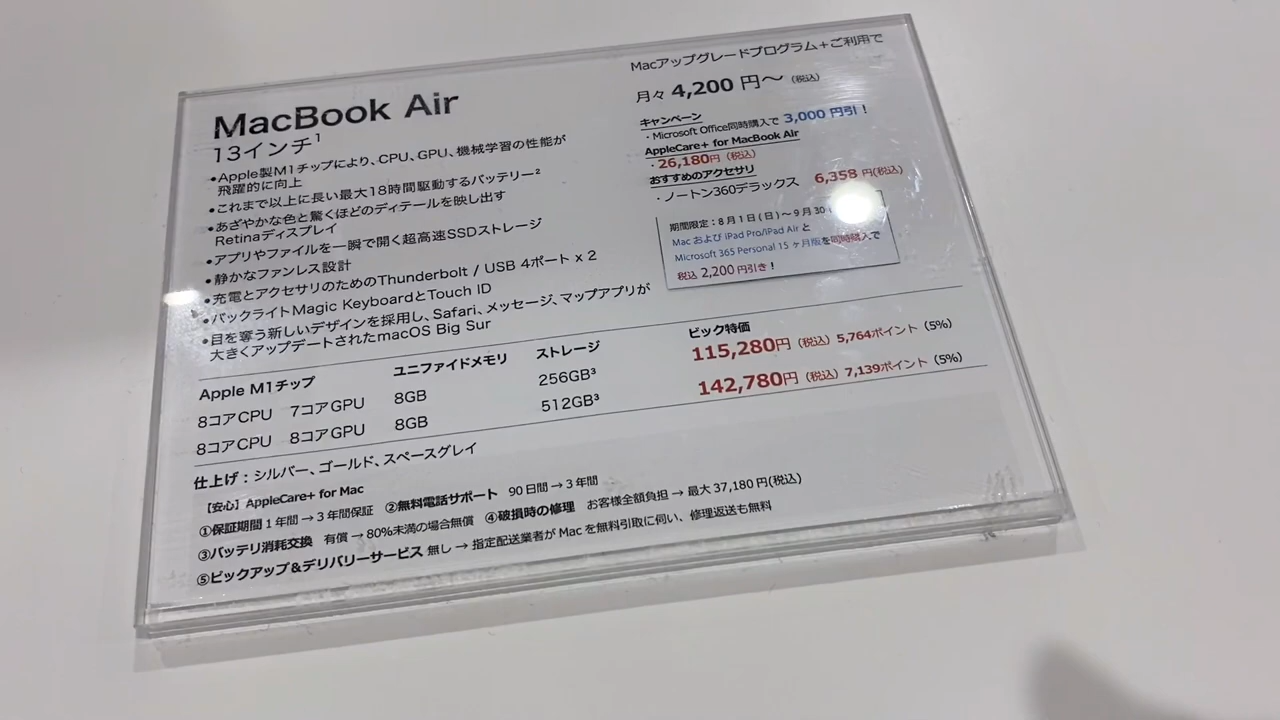 MacBook Air
13インチ1
•Apple製M1チップにより、CPU、GPU、機械学習の性能が
飛躍的に向上
•これまで以上に長い最大18時間駆動するバッテリー2
•あざやかな色と驚くほどのディテールを映し出す
Retinaディスプレイ
•アプリやファイルを一瞬で開く超高速SSDストレージ
•静かなファンレス設計
•充電とアクセサリのためのThunderbolt / USB 4ポート x 2
•バックライトMagic KeyboardとTouch ID
•目を奪う新しいデザインを採用し、Safari、メッセージ、マップアプリが
大きくアップデートされたmacOS Big Sur
Macアップグレードプログラム+ご利用で
月々 4,200 円〜 (税込)
キャンペーン
・Microsoft Office同時購入で 3,000 円引！
AppleCare+ for MacBook Air
・26,180円 (税込)
おすすめのアクセサリ
・ノートン360デラックス 6,358 円(税込)
期間限定：8月1日(日)〜9月30
Mac および iPad Pro/iPad Air と
Microsoft 365 Personal 15 ヶ月版を同時購入で
税込 2,200 円引き！
Apple M1チップ ユニファイドメモリ ストレージ ビック特価
8コアCPU 7コアGPU 8GB 256GB3 115,280円 (税込) 5,764ポイント (5%)
8コアCPU 8コアGPU 8GB 512GB3 142,780円 (税込) 7,139ポイント (5%)
仕上げ：シルバー、ゴールド、スペースグレイ
【安心】AppleCare+ for Mac
①保証期間 1年間 → 3年間保証 ②無料電話サポート 90日間 → 3年間
③バッテリ消耗交換 有償 → 80%未満の場合無償 ④破損時の修理 お客様全額負担 → 最大 37,180 円(税込)
⑤ピックアップ&デリバリーサービス 無し → 指定配送業者が Mac を無料引取に伺い、修理返送も無料